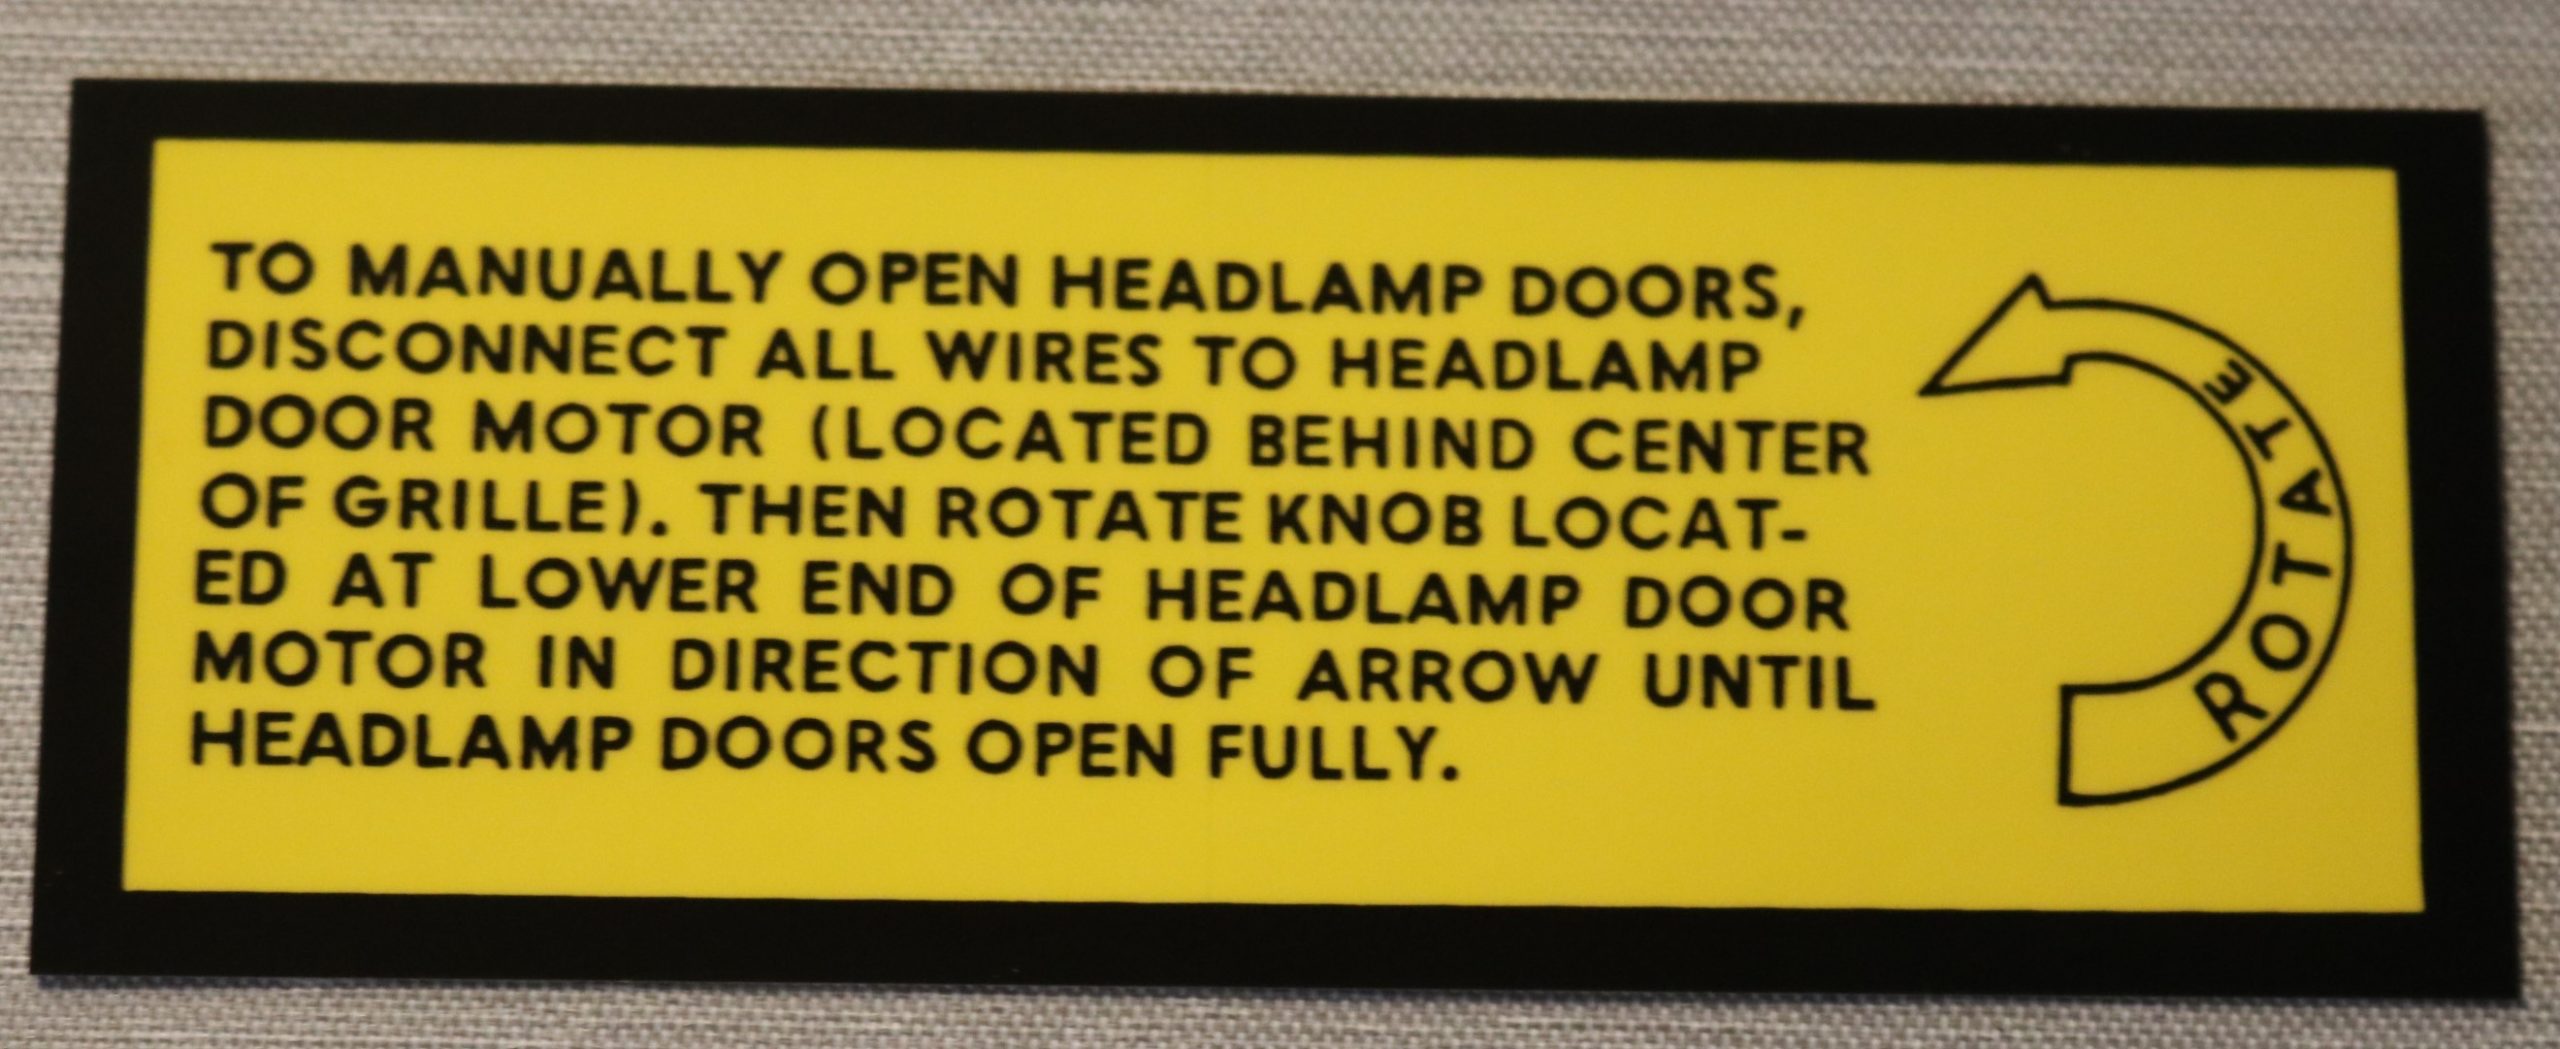 TO MANUALLY OPEN HEADLAMP DOORS,
DISCONNECT ALL WIRES TO HEADLAMP
DOOR MOTOR (LOCATED BEHIND CENTER
OF GRILLE). THEN ROTATE KNOB LOCAT-
ED AT LOWER END OF HEADLAMP DOOR
MOTOR IN DIRECTION OF ARROW UNTIL
HEADLAMP DOORS OPEN FULLY.
ROTATE